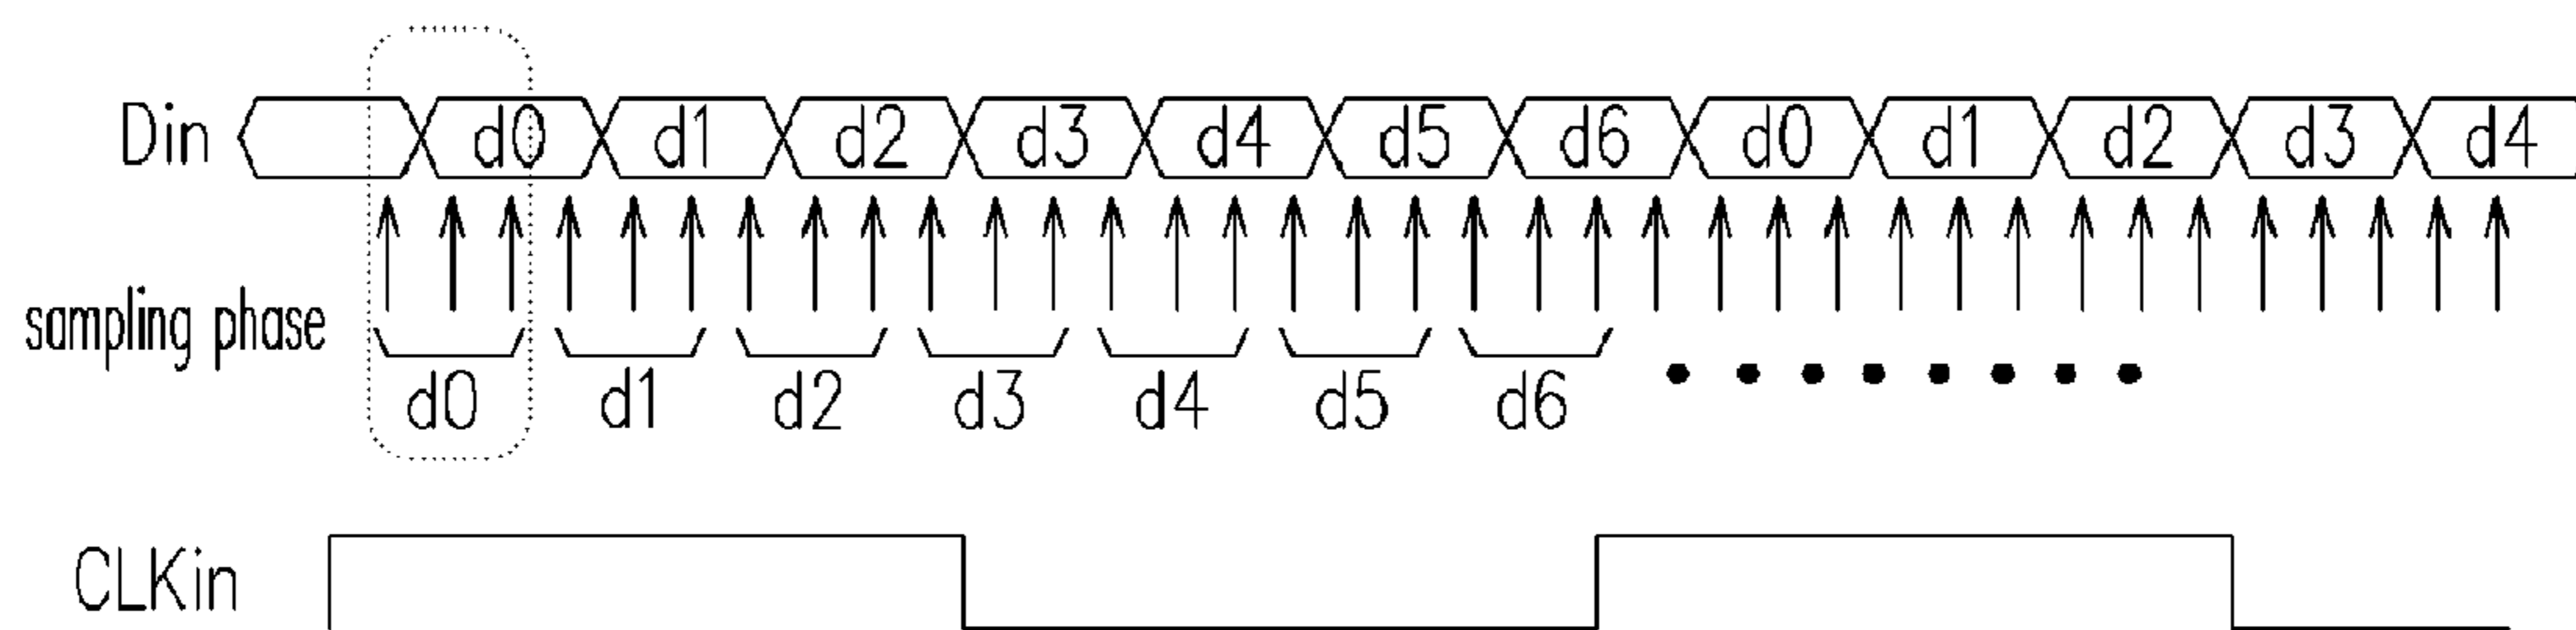 Din d0 d1 d2 d3 d4 d5 d6 d0 d1 d2 d3 d4
sampling phase
d0 d1 d2 d3 d4 d5 d6
CLKin